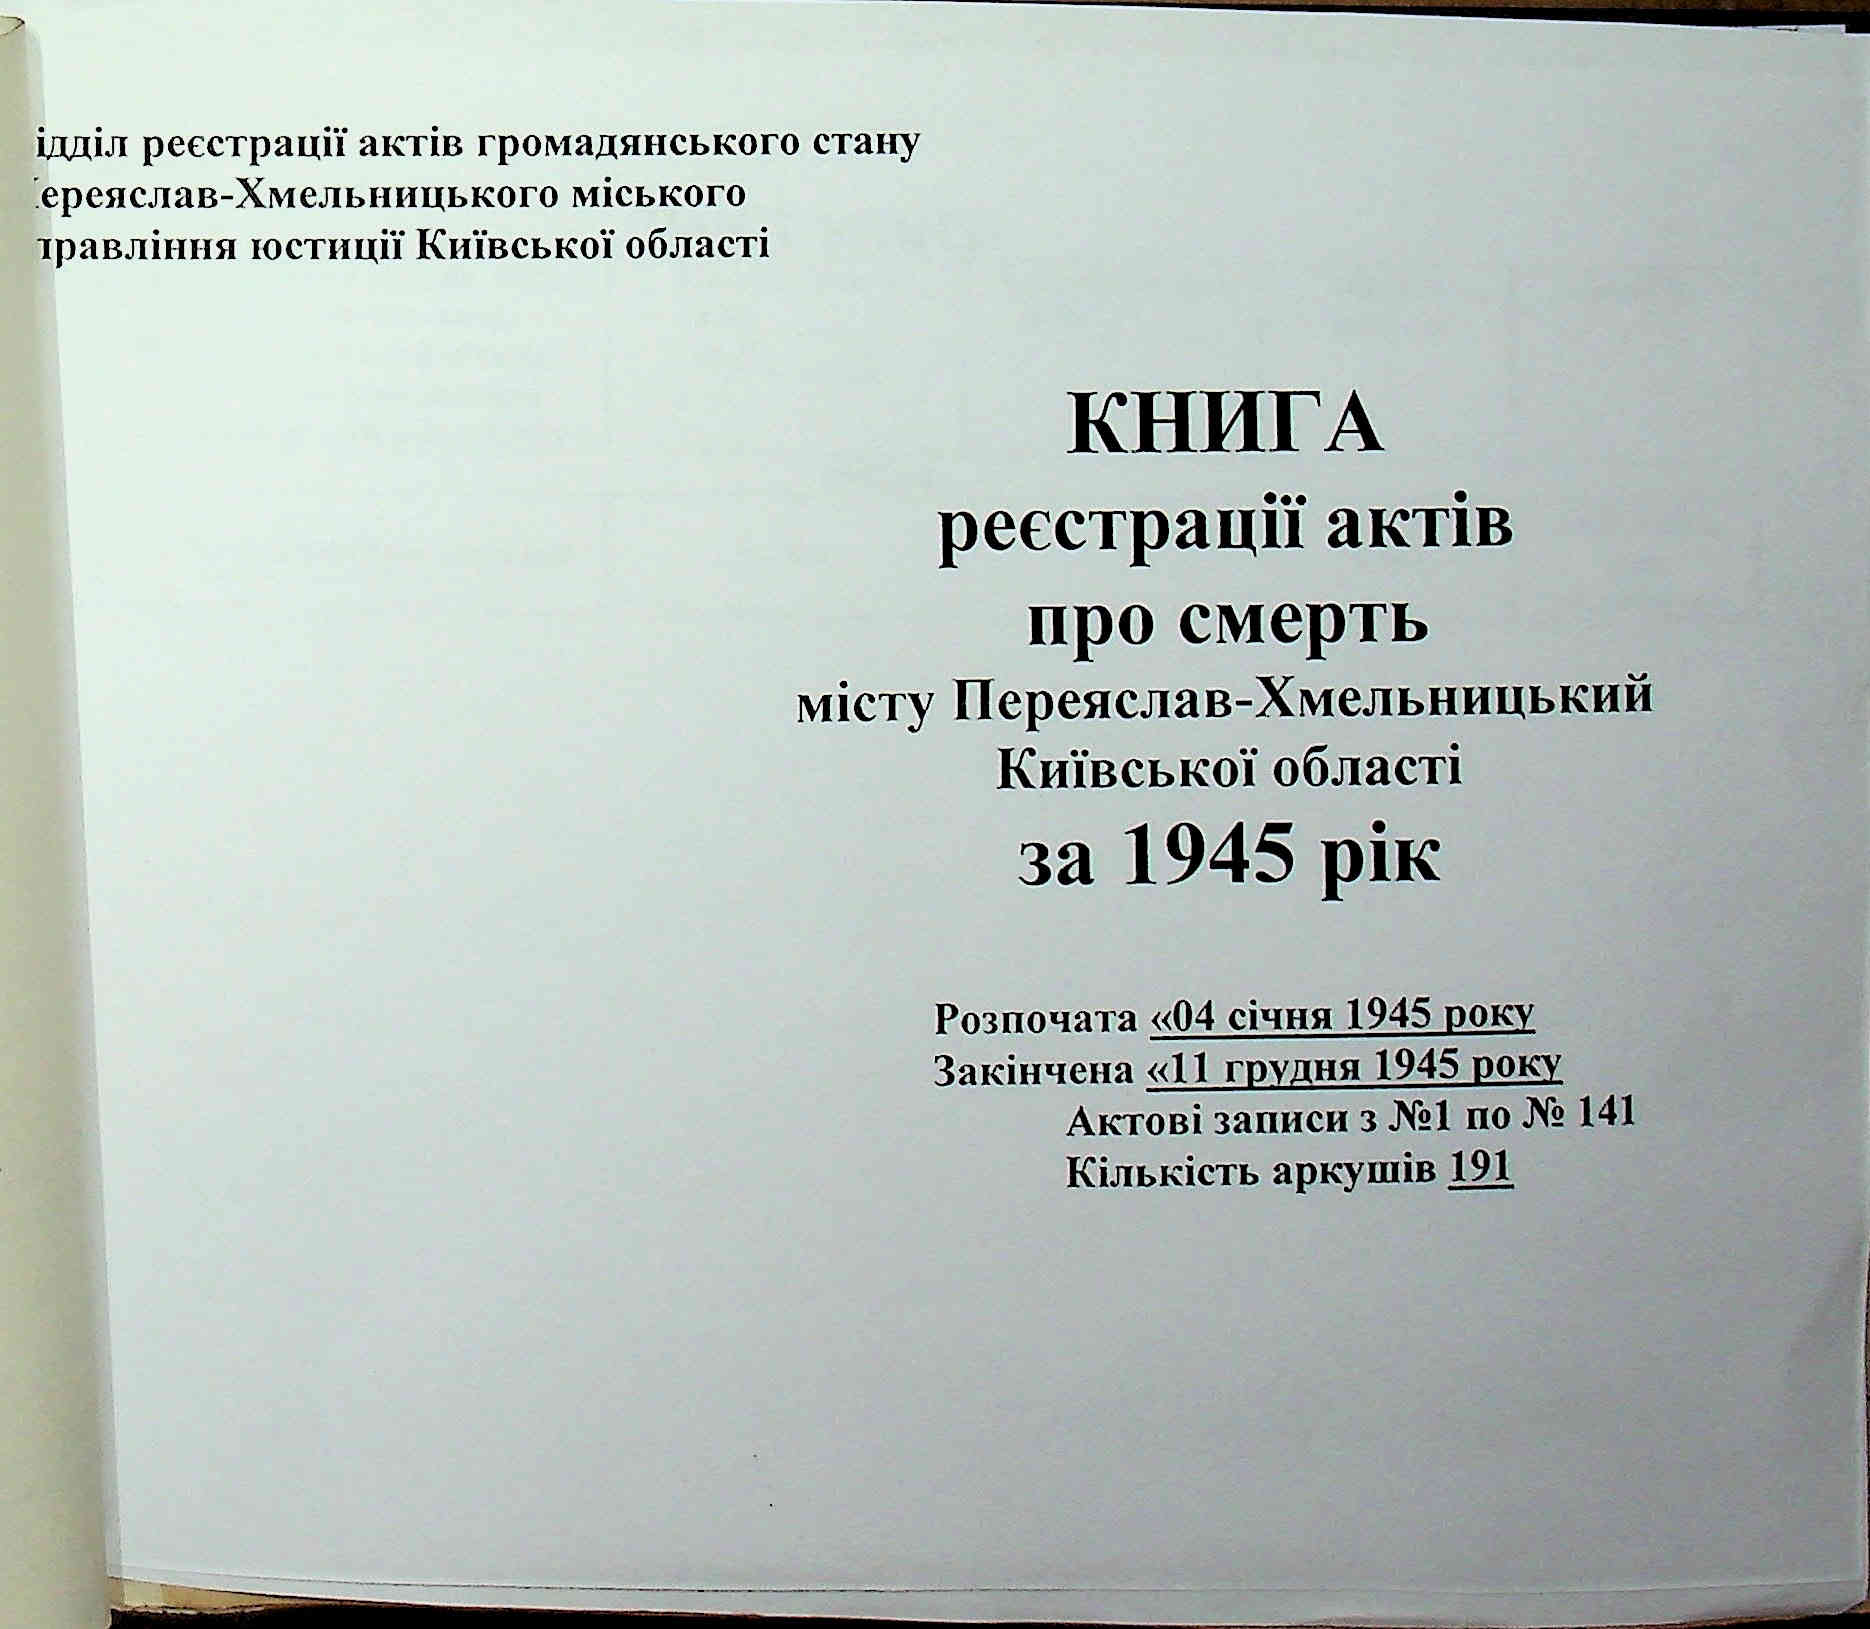 ідділ реєстрації актів громадянського стану
ереяслав-Хмельницького міського
правління юстиції Київської області
КНИГА
реєстрації актів
про смерть
місту Переяслав-Хмельницький
Київської області
за 1945 рік
Розпочата «04 січня 1945 року
Закінчена «11 грудня 1945 року
Актові записи з №1 по № 141
Кількість аркушів 191